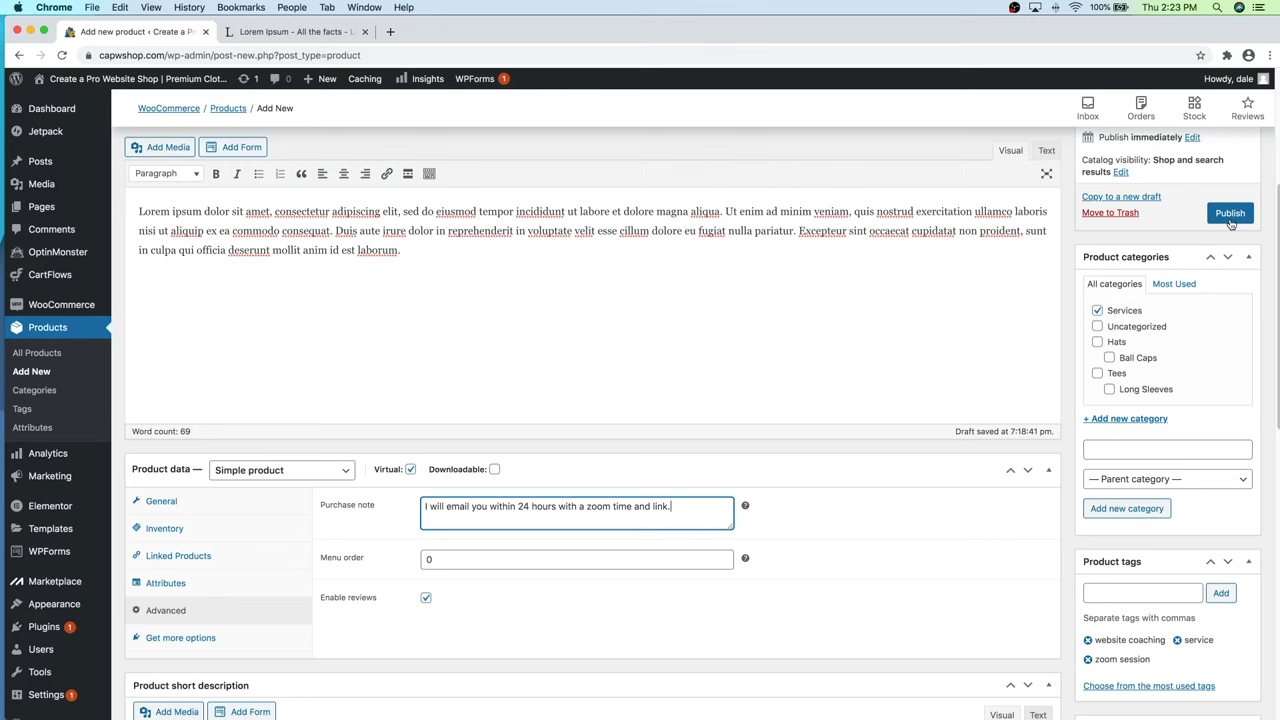 Chrome File Edit View History Bookmarks People Tab Window Help 100% Thu 2:23 PM
Add new product ‹ Create a Pr
Lorem Ipsum - All the facts - L
capwshop.com/wp-admin/post-new.php?post_type=product
Create a Pro Website Shop | Premium Clot... 1 0 New Caching Insights WPForms 1 Howdy, dale
Dashboard
Jetpack
Posts
Media
Pages
Comments
OptinMonster
CartFlows
WooCommerce
Products
All Products
Add New
Categories
Tags
Attributes
Analytics
Marketing
Elementor
Templates
WPForms
Marketplace
Appearance
Plugins 1
Users
Tools
Settings 1
WooCommerce / Products / Add New
Inbox Orders Stock Reviews
Add Media Add Form
Visual Text
Paragraph
Lorem ipsum dolor sit amet, consectetur adipiscing elit, sed do eiusmod tempor incididunt ut labore et dolore magna aliqua. Ut enim ad minim veniam, quis nostrud exercitation ullamco laboris
nisi ut aliquip ex ea commodo consequat. Duis aute irure dolor in reprehenderit in voluptate velit esse cillum dolore eu fugiat nulla pariatur. Excepteur sint occaecat cupidatat non proident, sunt
in culpa qui officia deserunt mollit anim id est laborum.
Word count: 69
Draft saved at 7:18:41 pm.
Product data — Simple product Virtual: Downloadable:
General
Inventory
Linked Products
Attributes
Advanced
Get more options
Purchase note I will email you within 24 hours with a zoom time and link.
Menu order 0
Enable reviews
Product short description
Add Media Add Form
Visual Text
Publish immediately Edit
Catalog visibility: Shop and search
results Edit
Copy to a new draft
Move to Trash
Publish
Product categories
All categories Most Used
Services
Uncategorized
Hats
Ball Caps
Tees
Long Sleeves
+ Add new category
— Parent category —
Add new category
Product tags
Add
Separate tags with commas
website coaching service
zoom session
Choose from the most used tags